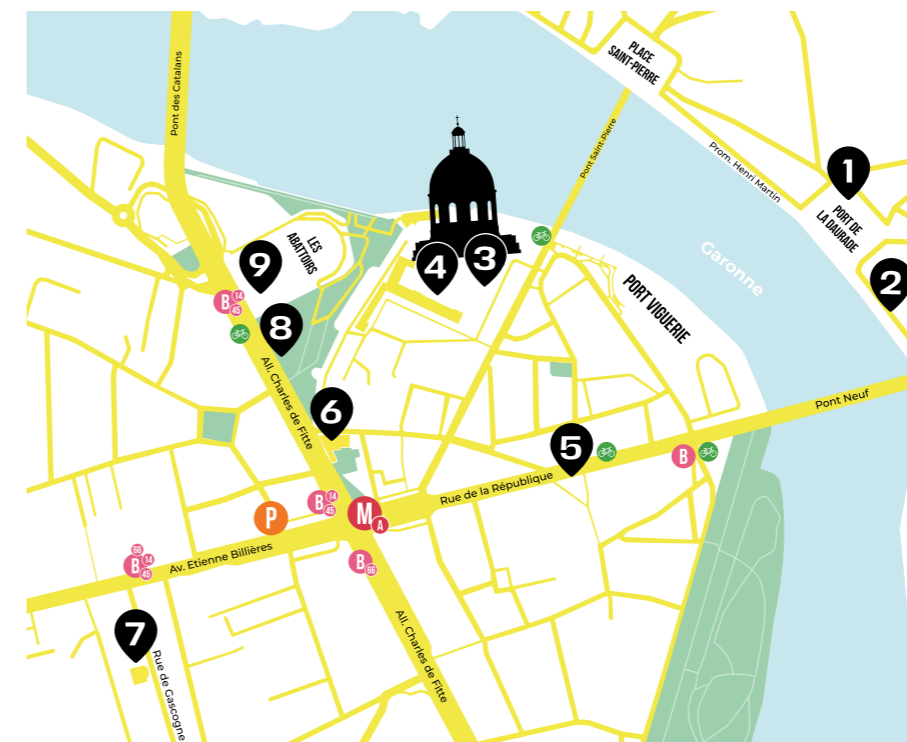 PLACE
SAINT-PIERRE
Pont des Catalans
Pont Saint-Pierre
Prom. Henri Martin
1
PORT DE
LA DAURADE
2
Garonne
LES
ABATTOIRS
9
4
3
PORT VIGUERIE
B
14
45
8
All. Charles de Fitte
6
5
Pont Neuf
B
Rue de la République
B
14
45
M
A
P
Av. Etienne Billières
66
B
14
45
B
66
7
Rue de Gascogne
All. Charles de Fitte